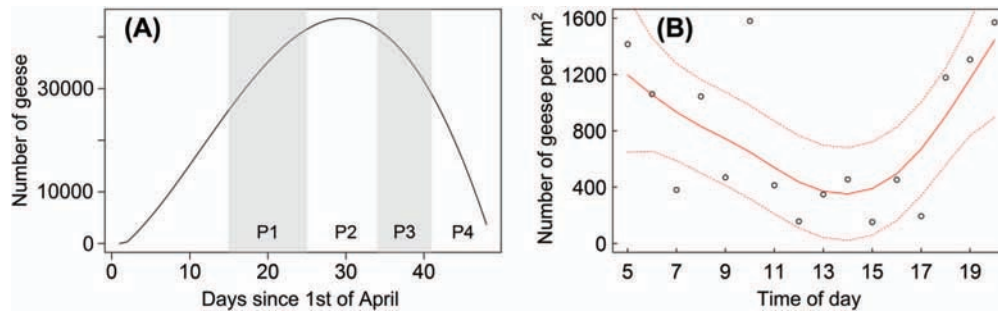 (A)
Number of geese
30000
10000
0
P1 P2 P3 P4
0 10 20 30 40
Days since 1st of April
(B)
Number of geese per km2
1600
1200
800
400
0
5 7 9 11 13 15 17 19
Time of day